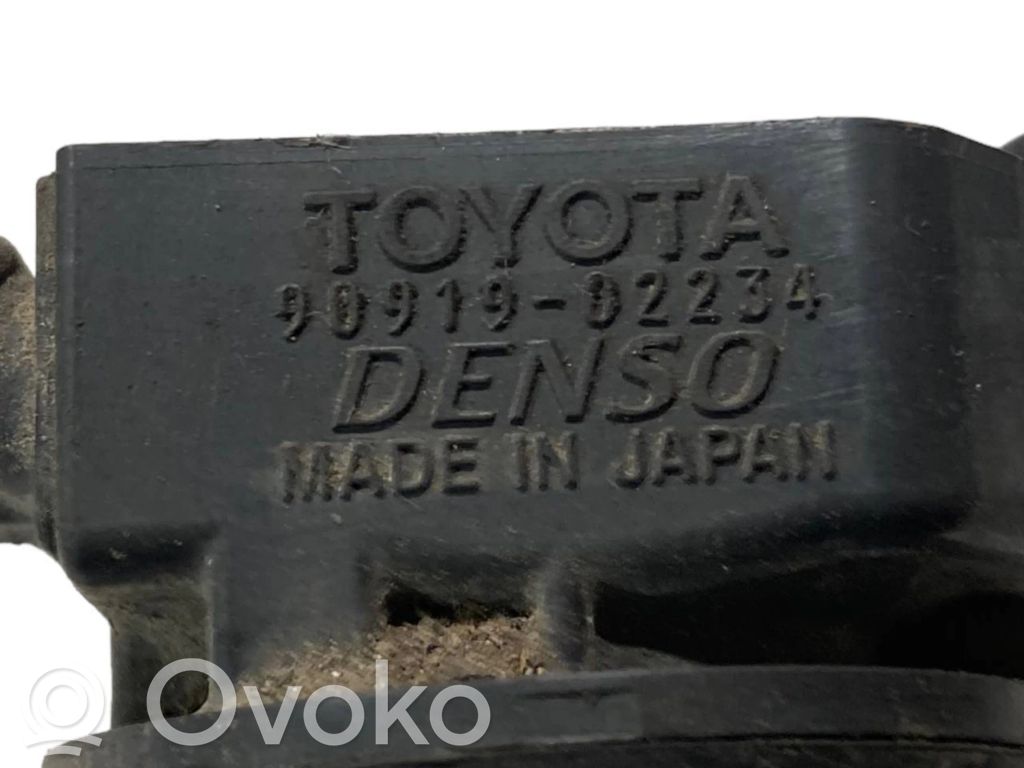 TOYOTA
90919-02234
DENSO
MADE IN JAPAN
Ovoko